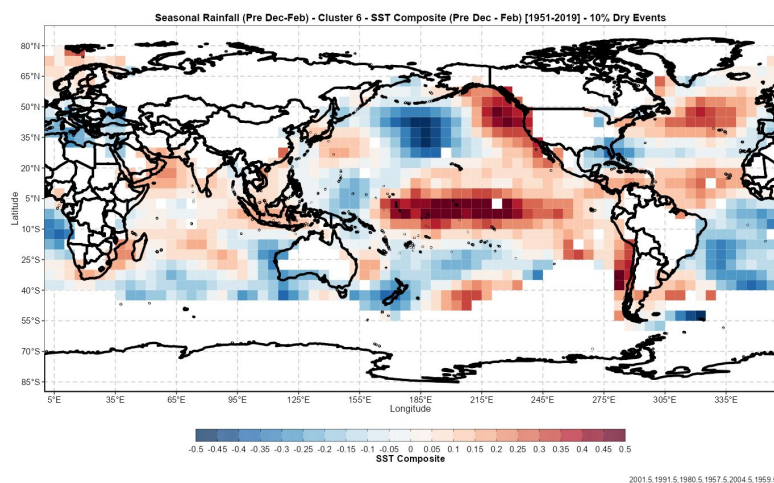 Seasonal Rainfall (Pre Dec-Feb) - Cluster 6 - SST Composite (Pre Dec - Feb) [1951-2019] - 10% Dry Events
80°N
65°N
50°N
35°N
20°N
5°N
10°S
25°S
40°S
55°S
70°S
85°S
Latitude
5°E 35°E 65°E 95°E 125°E 155°E 185°E 215°E 245°E 275°E 305°E 335°E
Longitude
-0.5 -0.45 -0.4 -0.35 -0.3 -0.25 -0.2 -0.15 -0.1 -0.05 0 0.05 0.1 0.15 0.2 0.25 0.3 0.35 0.4 0.45 0.5
SST Composite
2001.5,1991.5,1980.5,1957.5,2004.5,1959.5